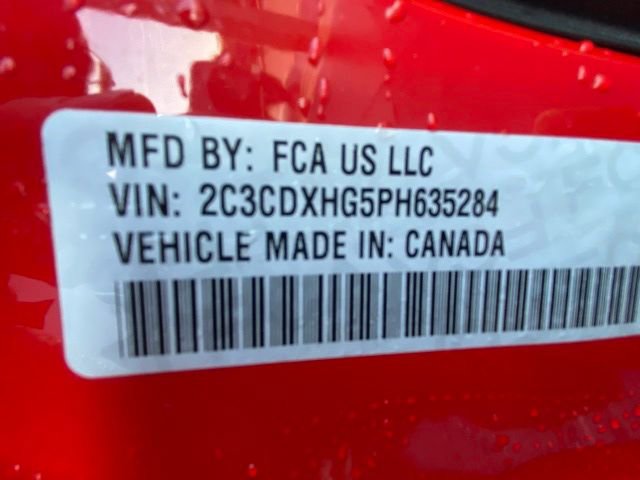 MFD BY: FCA US LLC
VIN: 2C3CDXHG5PH635284
VEHICLE MADE IN: CANADA